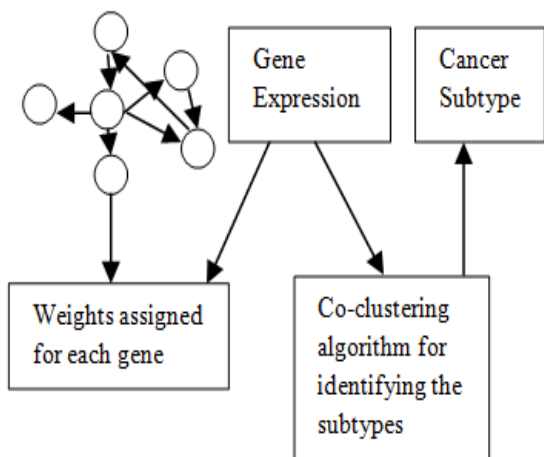 Gene
Expression
Cancer
Subtype
Weights assigned
for each gene
Co-clustering
algorithm for
identifying the
subtypes